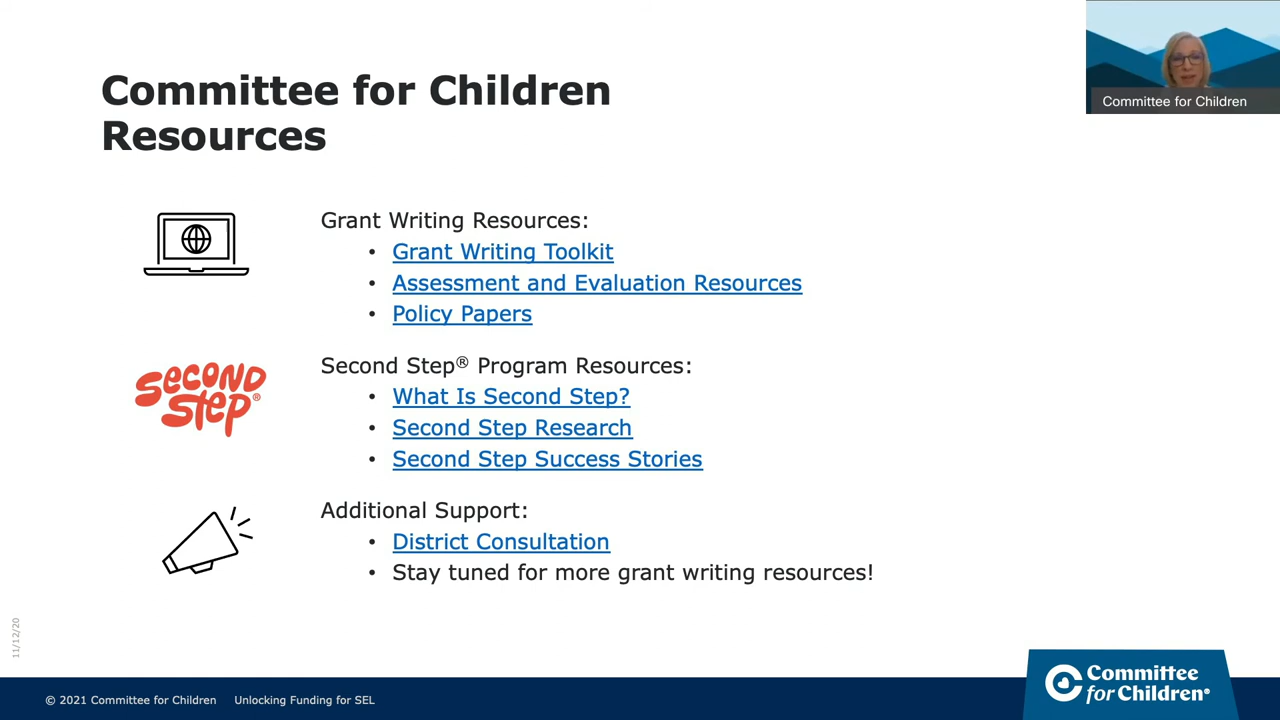 Committee for Children
Resources
Committee for Children
Grant Writing Resources:
• Grant Writing Toolkit
• Assessment and Evaluation Resources
• Policy Papers
SECOND
STEP®
Second Step® Program Resources:
• What Is Second Step?
• Second Step Research
• Second Step Success Stories
Additional Support:
• District Consultation
• Stay tuned for more grant writing resources!
11/12/20
© 2021 Committee for Children Unlocking Funding for SEL
Committee
for Children®